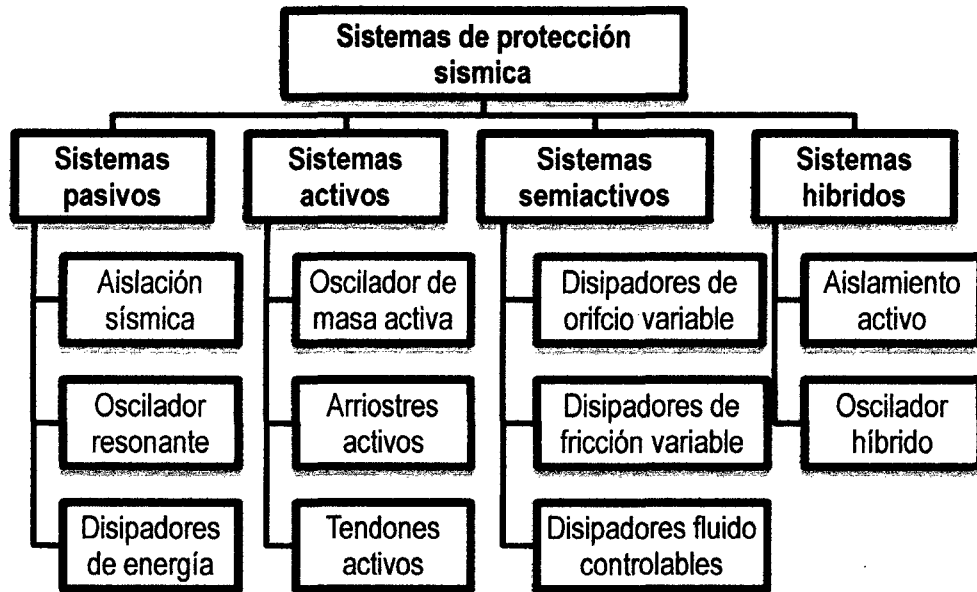 Sistemas de protección
sismica
Sistemas
pasivos
Aislación
sísmica
Oscilador
resonante
Disipadores
de energía
Sistemas
activos
Oscilador de
masa activa
Arriostres
activos
Tendones
activos
Sistemas
semiactivos
Disipadores de
orifcio variable
Disipadores de
fricción variable
Disipadores fluido
controlables
Sistemas
hibridos
Aislamiento
activo
Oscilador
híbrido